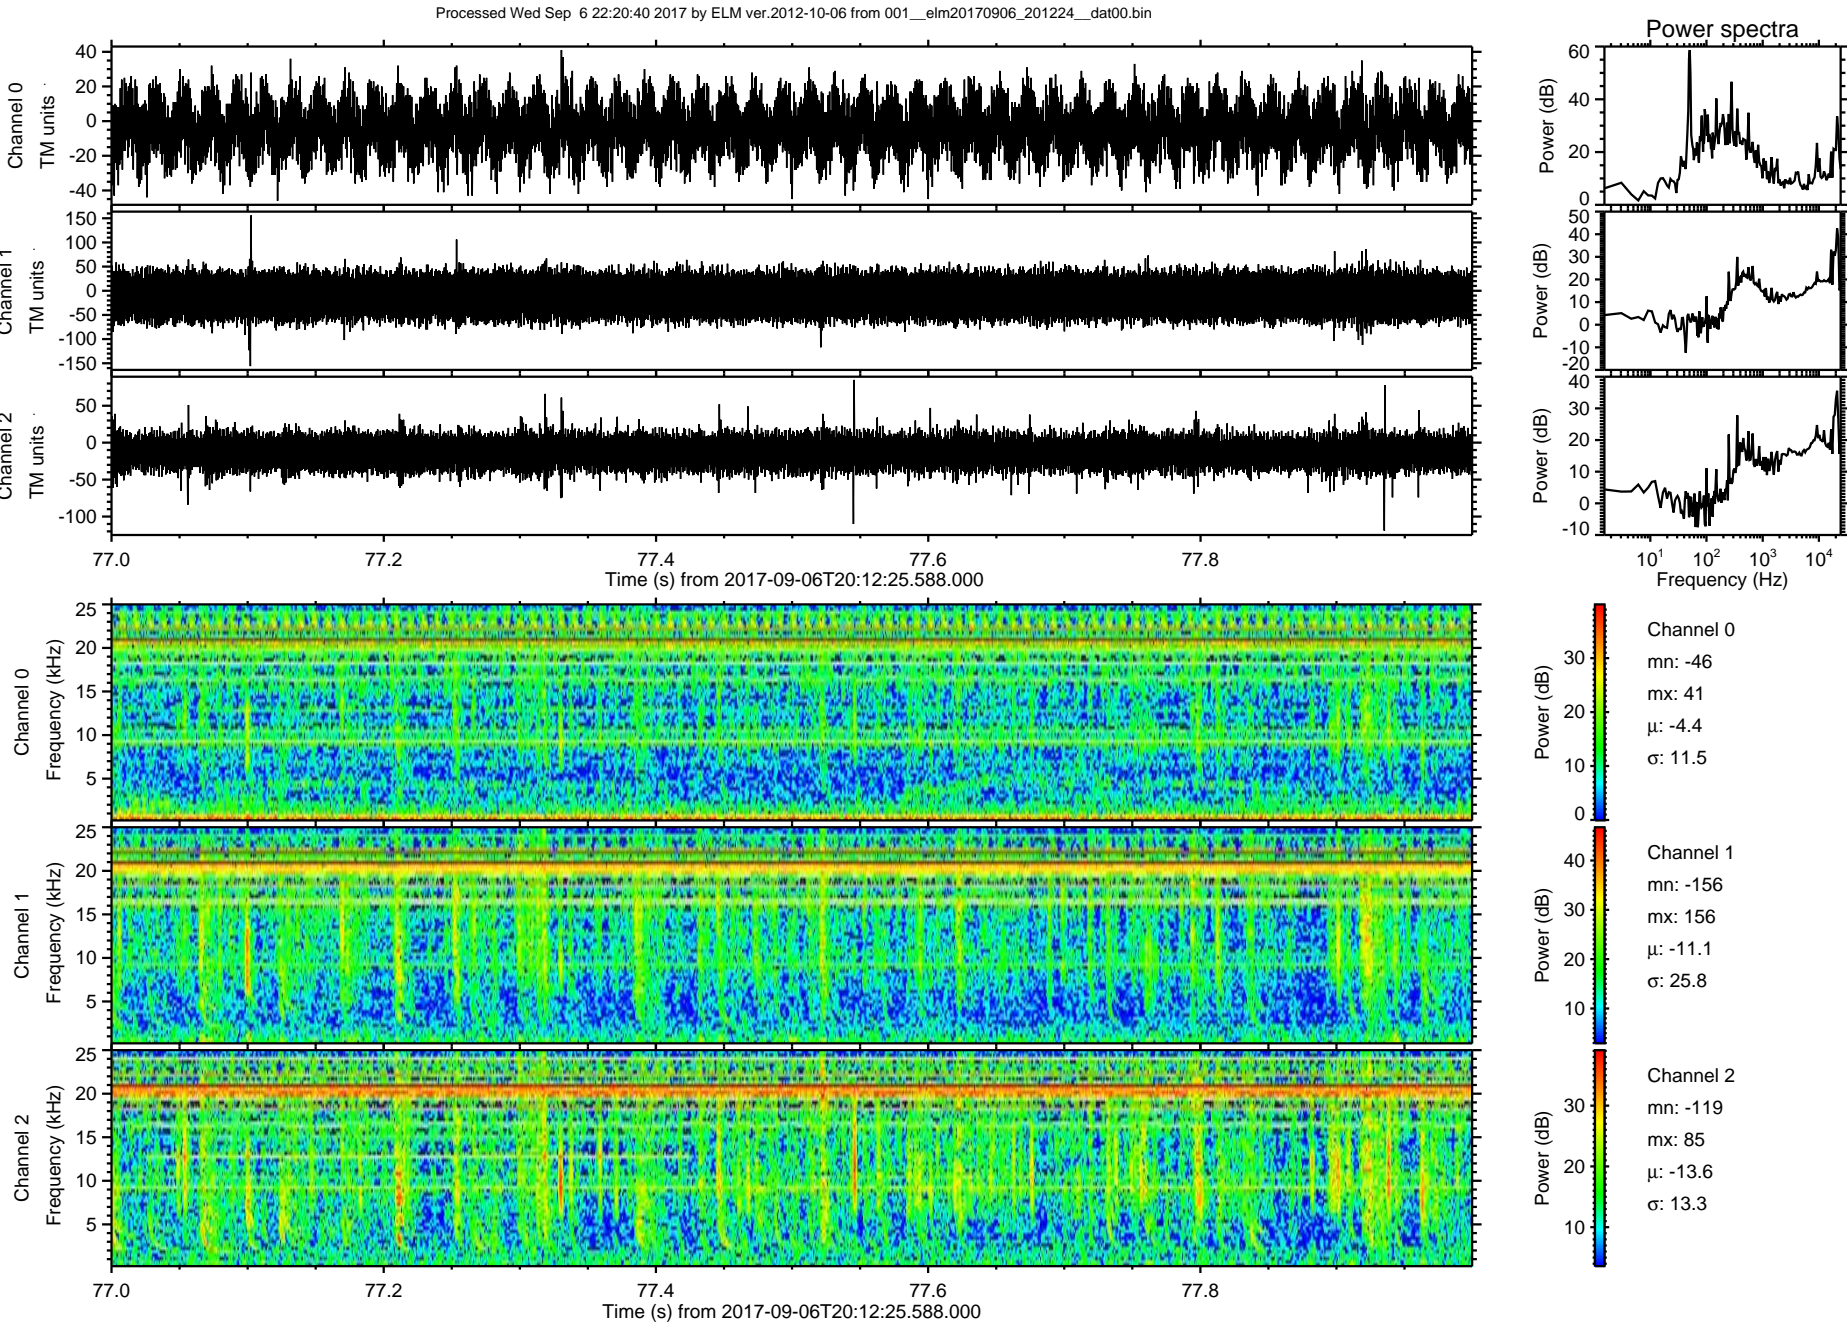 Processed Wed Sep 6 22:20:40 2017 by ELM ver.2012-10-06 from 001__elm20170906_201224__dat00.bin
Power spectra
Channel 0
TM units
40
20
0
-20
-40
Power (dB)
60
40
20
0
Channel 1
TM units
150
100
50
0
-50
-100
-150
Power (dB)
50
40
30
20
10
0
-10
-20
Channel 2
TM units
50
0
-50
-100
Power (dB)
40
30
20
10
0
-10
77.0 77.2 77.4 77.6 77.8
Time (s) from 2017-09-06T20:12:25.588.000
10^1 10^2 10^3 10^4
Frequency (Hz)
Channel 0
Frequency (kHz)
25
20
15
10
5
Power (dB)
30
20
10
0
Channel 0
mn: -46
mx: 41
μ: -4.4
σ: 11.5
Channel 1
Frequency (kHz)
25
20
15
10
5
Power (dB)
40
30
20
10
Channel 1
mn: -156
mx: 156
μ: -11.1
σ: 25.8
Channel 2
Frequency (kHz)
25
20
15
10
5
Power (dB)
30
20
10
Channel 2
mn: -119
mx: 85
μ: -13.6
σ: 13.3
77.0 77.2 77.4 77.6 77.8
Time (s) from 2017-09-06T20:12:25.588.000